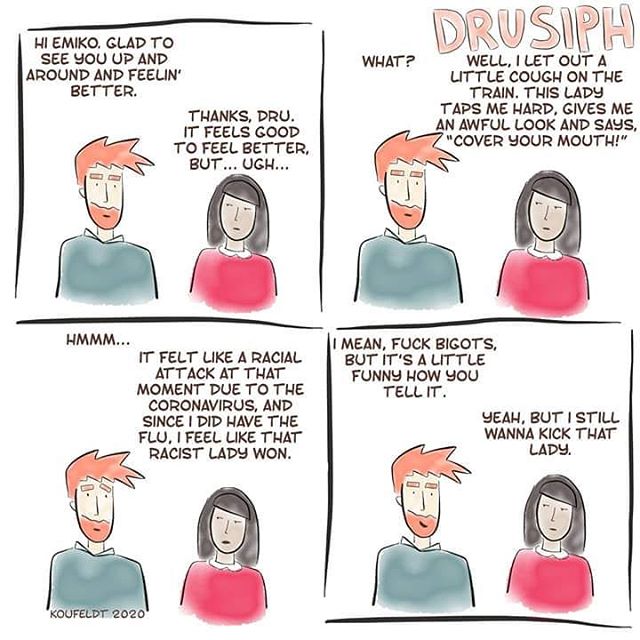 HI EMIKO. GLAD TO
SEE YOU UP AND
AROUND AND FEELIN'
BETTER.
THANKS, DRU.
IT FEELS GOOD
TO FEEL BETTER,
BUT... UGH...
DRUSIPH
WHAT?
WELL, I LET OUT A
LITTLE COUGH ON THE
TRAIN. THIS LADY
TAPS ME HARD, GIVES ME
AN AWFUL LOOK AND SAYS,
"COVER YOUR MOUTH!"
HMMM...
IT FELT LIKE A RACIAL
ATTACK AT THAT
MOMENT DUE TO THE
CORONAVIRUS, AND
SINCE I DID HAVE THE
FLU, I FEEL LIKE THAT
RACIST LADY WON.
KOUFELDT 2020
I MEAN, FUCK BIGOTS,
BUT IT'S A LITTLE
FUNNY HOW YOU
TELL IT.
YEAH, BUT I STILL
WANNA KICK THAT
LADY.